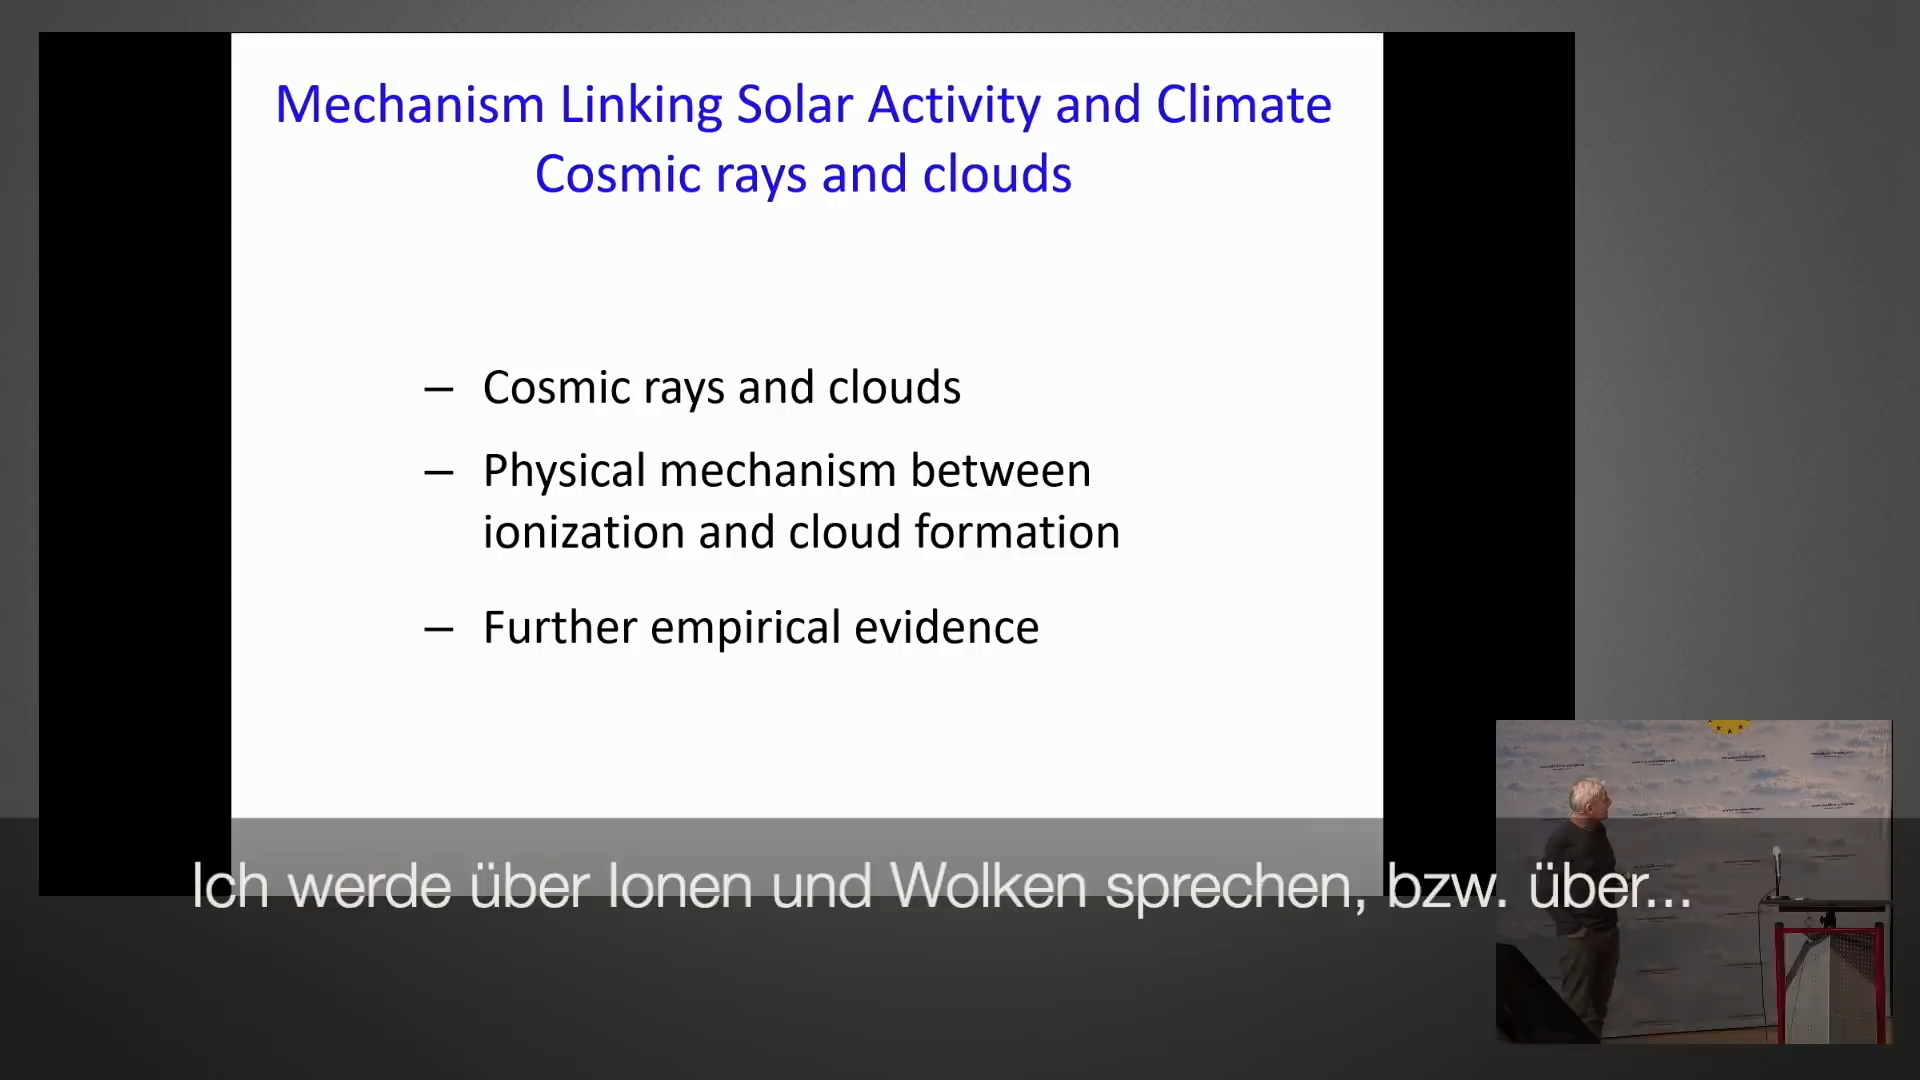 Mechanism Linking Solar Activity and Climate
Cosmic rays and clouds
– Cosmic rays and clouds
– Physical mechanism between
ionization and cloud formation
– Further empirical evidence
Ich werde über Ionen und Wolken sprechen, bzw. über...